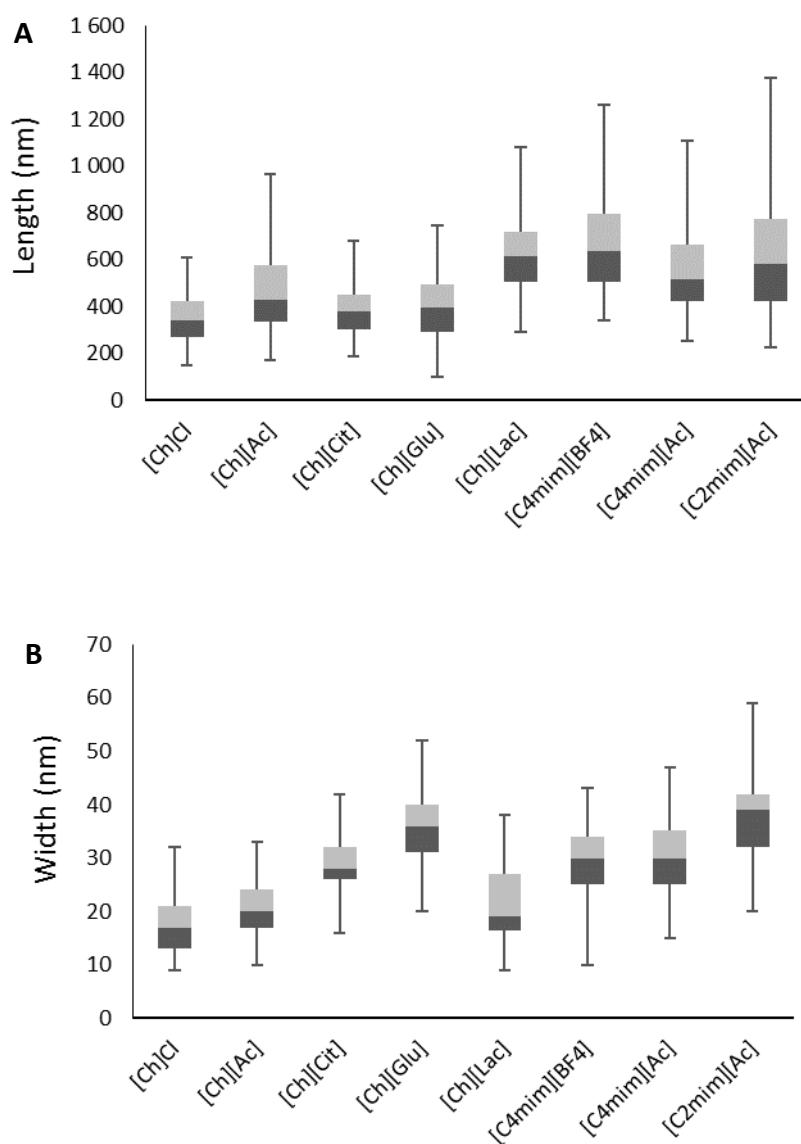 A
Length (nm)
1 600
1 400
1 200
1 000
800
600
400
200
0
[Ch]Cl
[Ch][Ac]
[Ch][Cit]
[Ch][Glu]
[Ch][Lac]
[C4mim][BF4]
[C4mim][Ac]
[C2mim][Ac]
B
Width (nm)
70
60
50
40
30
20
10
0
[Ch]Cl
[Ch][Ac]
[Ch][Cit]
[Ch][Glu]
[Ch][Lac]
[C4mim][BF4]
[C4mim][Ac]
[C2mim][Ac]